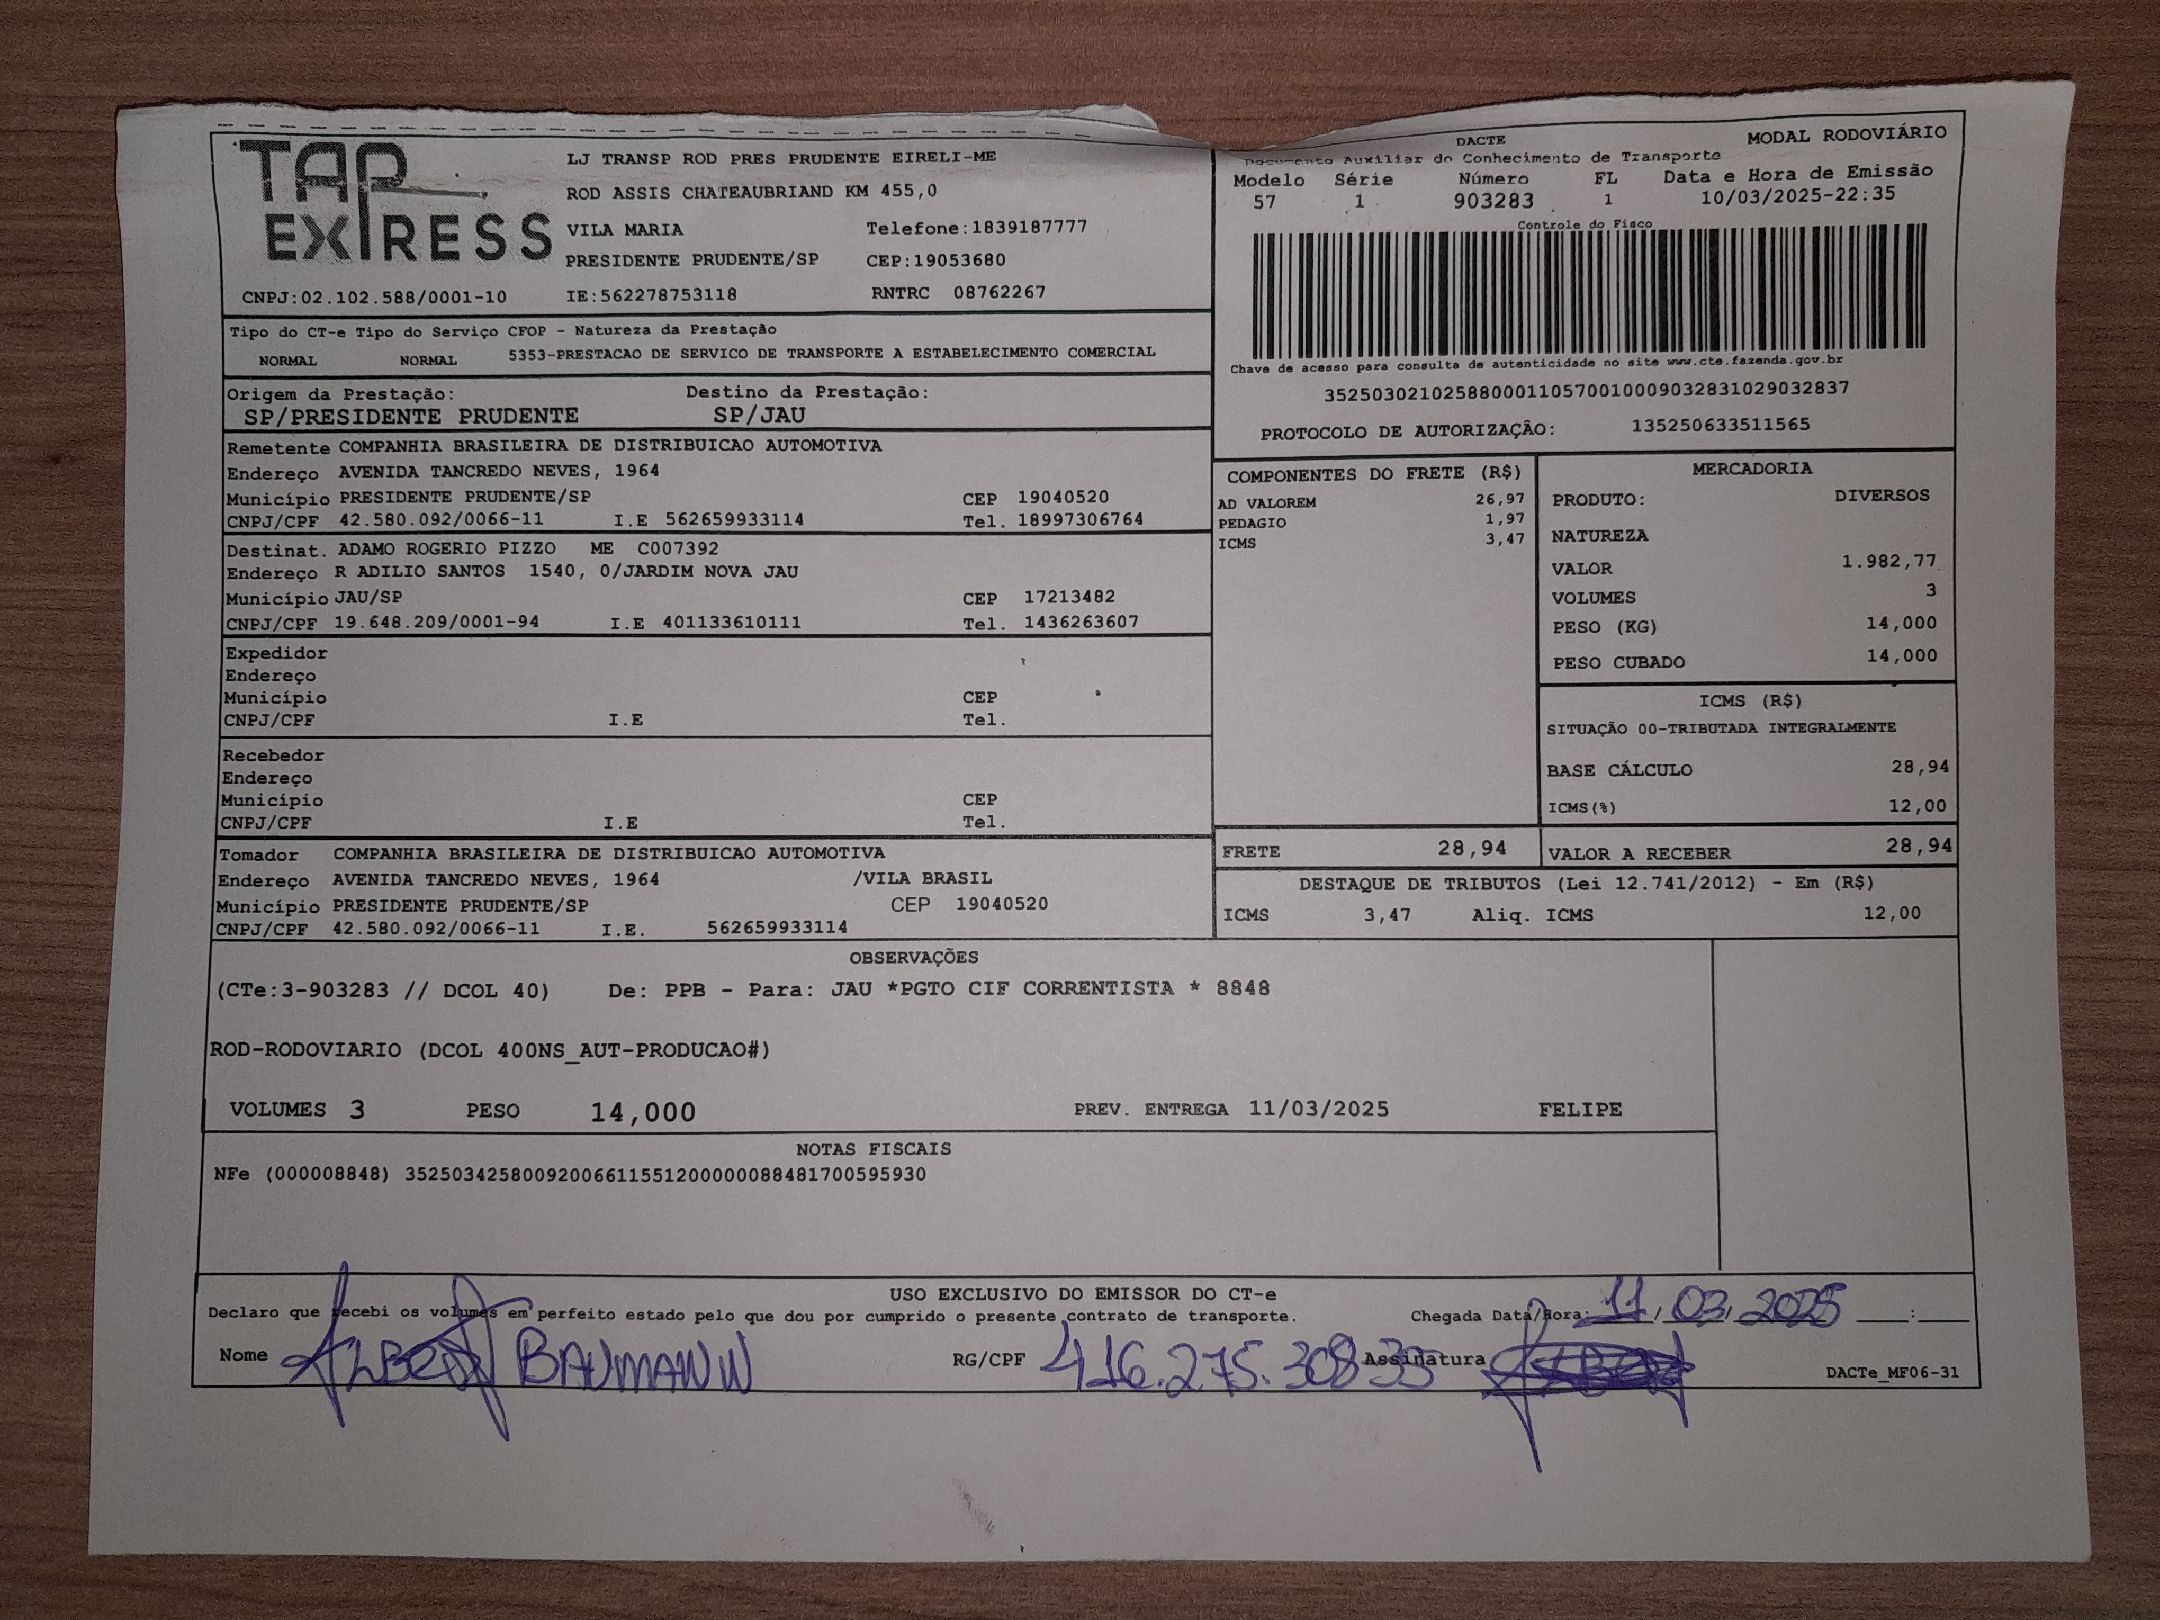 TAP EXPRESS
LJ TRANSP ROD PRES PRUDENTE EIRELI-ME
ROD ASSIS CHATEAUBRIAND KM 455,0
VILA MARIA Telefone:1839187777
PRESIDENTE PRUDENTE/SP CEP:19053680
CNPJ:02.102.588/0001-10 IE:562278753118 RNTRC 08762267
DACTE MODAL RODOVIÁRIO
Documento Auxiliar do Conhecimento de Transporte
Modelo Série Número FL Data e Hora de Emissão
57 1 903283 1 10/03/2025-22:35
Controle do Fisco
Chave de acesso para consulta de autenticidade no site www.cte.fazenda.gov.br
35250302102588000110570010009032831029032837
PROTOCOLO DE AUTORIZAÇÃO: 135250633511565
Tipo do CT-e Tipo do Serviço CFOP - Natureza da Prestação
NORMAL NORMAL 5353-PRESTACAO DE SERVICO DE TRANSPORTE A ESTABELECIMENTO COMERCIAL
Origem da Prestação: Destino da Prestação:
SP/PRESIDENTE PRUDENTE SP/JAU
Remetente COMPANHIA BRASILEIRA DE DISTRIBUICAO AUTOMOTIVA
Endereço AVENIDA TANCREDO NEVES, 1964
Município PRESIDENTE PRUDENTE/SP CEP 19040520
CNPJ/CPF 42.580.092/0066-11 I.E 562659933114 Tel. 18997306764
Destinat. ADAMO ROGERIO PIZZO ME C007392
Endereço R ADILIO SANTOS 1540, 0/JARDIM NOVA JAU
Município JAU/SP CEP 17213482
CNPJ/CPF 19.648.209/0001-94 I.E 401133610111 Tel. 1436263607
Expedidor
Endereço
Município CEP
CNPJ/CPF I.E Tel.
Recebedor
Endereço
Município CEP
CNPJ/CPF I.E Tel.
Tomador COMPANHIA BRASILEIRA DE DISTRIBUICAO AUTOMOTIVA
Endereço AVENIDA TANCREDO NEVES, 1964 /VILA BRASIL
Município PRESIDENTE PRUDENTE/SP CEP 19040520
CNPJ/CPF 42.580.092/0066-11 I.E. 562659933114
COMPONENTES DO FRETE (R$)
AD VALOREM 26,97
PEDAGIO 1,97
ICMS 3,47
MERCADORIA
PRODUTO: DIVERSOS
NATUREZA
VALOR 1.982,77
VOLUMES 3
PESO (KG) 14,000
PESO CUBADO 14,000
ICMS (R$)
SITUAÇÃO 00-TRIBUTADA INTEGRALMENTE
BASE CÁLCULO 28,94
ICMS(%) 12,00
FRETE 28,94 VALOR A RECEBER 28,94
DESTAQUE DE TRIBUTOS (Lei 12.741/2012) - Em (R$)
ICMS 3,47 Aliq. ICMS 12,00
OBSERVAÇÕES
(CTe:3-903283 // DCOL 40) De: PPB - Para: JAU *PGTO CIF CORRENTISTA * 8848
ROD-RODOVIARIO (DCOL 400NS_AUT-PRODUCAO#)
VOLUMES 3 PESO 14,000 PREV. ENTREGA 11/03/2025 FELIPE
NOTAS FISCAIS
NFe (000008848) 35250342580092006611551200000088481700595930
USO EXCLUSIVO DO EMISSOR DO CT-e
Declaro que recebi os volumes em perfeito estado pelo que dou por cumprido o presente contrato de transporte. Chegada Data/Hora: 11/03/2025 :
Nome BAUMANN RG/CPF 416.275.308 Assinatura
DACTe_MF06-31